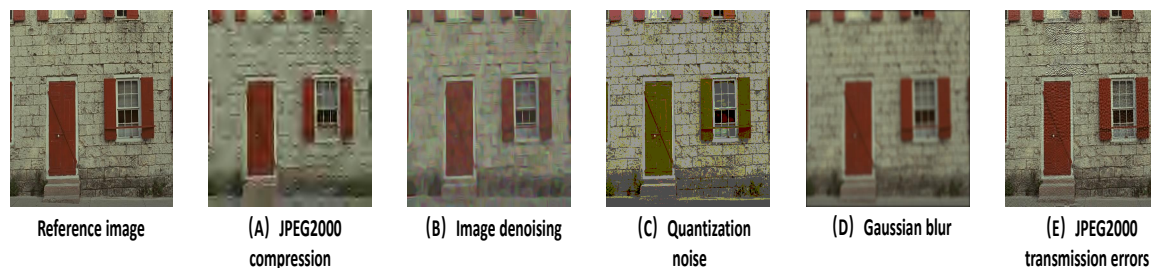 Reference image
(A) JPEG2000
compression
(B) Image denoising
(C) Quantization
noise
(D) Gaussian blur
(E) JPEG2000
transmission errors